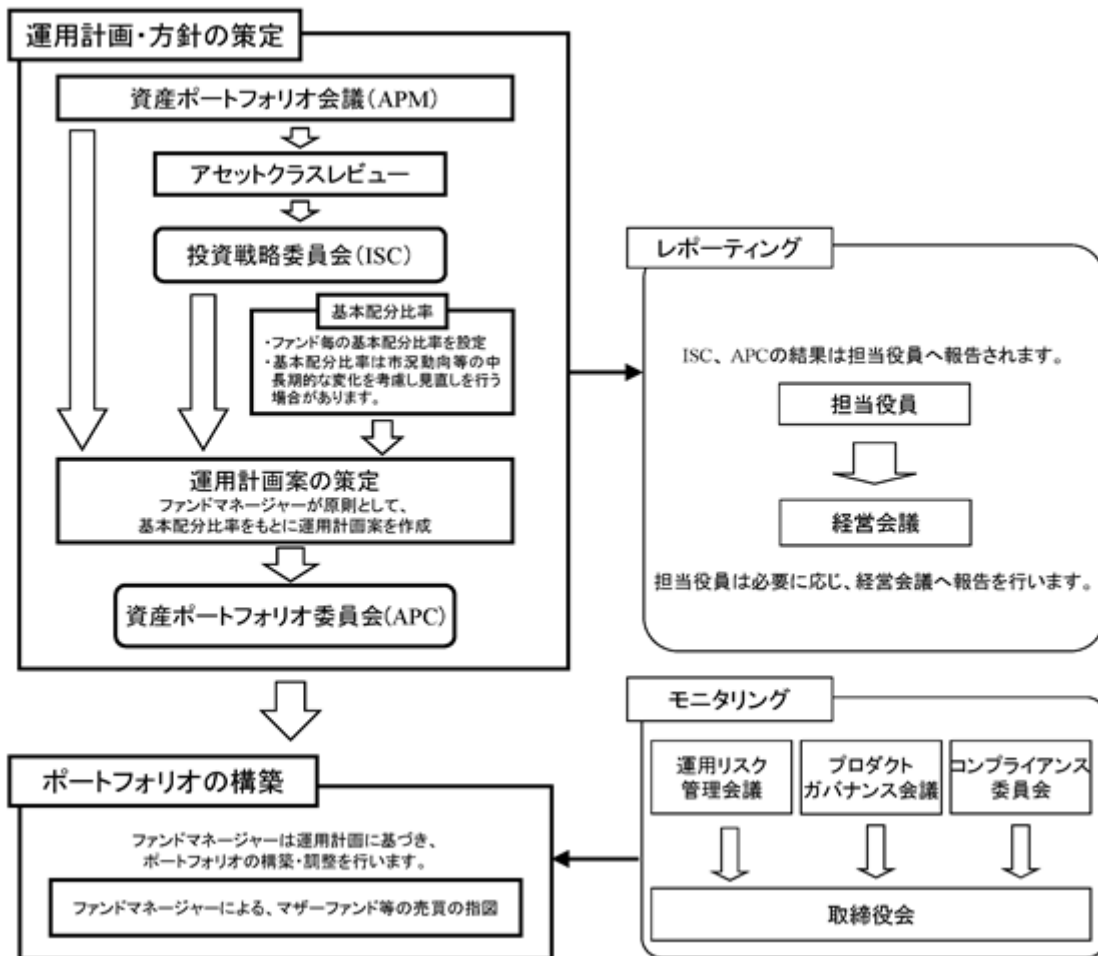 運用計画・方針の策定
資産ポートフォリオ会議(APM)
アセットクラスレビュー
投資戦略委員会(ISC)
基本配分比率
・ファンド毎の基本配分比率を設定
・基本配分比率は市況動向等の中
長期的な変化を考慮し見直しを行う
場合があります。
運用計画案の策定
ファンドマネージャーが原則として、
基本配分比率をもとに運用計画案を作成
資産ポートフォリオ委員会(APC)
レポーティング
ISC、APCの結果は担当役員へ報告されます。
担当役員
経営会議
担当役員は必要に応じ、経営会議へ報告を行います。
ポートフォリオの構築
ファンドマネージャーは運用計画に基づき、
ポートフォリオの構築・調整を行います。
ファンドマネージャーによる、マザーファンド等の売買の指図
モニタリング
運用リスク
管理会議
プロダクト
ガバナンス会議
コンプライアンス
委員会
取締役会